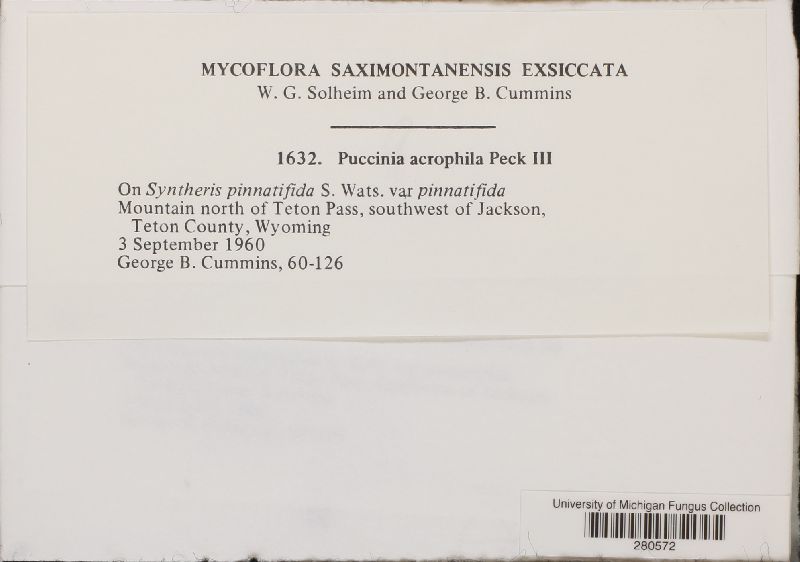 MYCOFLORA SAXIMONTANENSIS EXSICCATA
W. G. Solheim and George B. Cummins
1632. Puccinia acrophila Peck III
On Syntheris pinnatifida S. Wats. var pinnatifida
Mountain north of Teton Pass, southwest of Jackson,
Teton County, Wyoming
3 September 1960
George B. Cummins, 60-126
University of Michigan Fungus Collection
280572